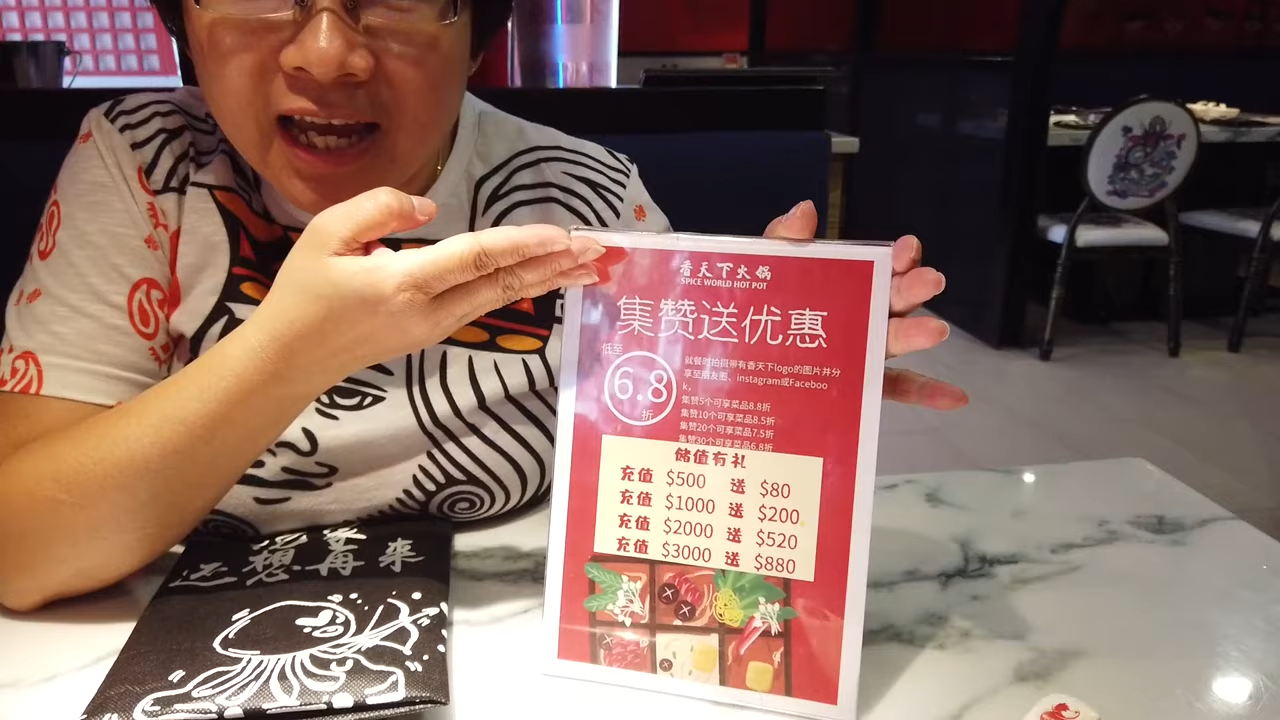 香天下火锅
SPICE WORLD HOT POT
集赞送优惠
低至
6.8
折
就餐时拍摄带有香天下logo的图片并分
享至朋友圈、instagram或Faceboo
k,
集赞5个可享菜品8.8折
集赞10个可享菜品8.5折
集赞20个可享菜品7.5折
集赞30个可享菜品6.8折
储值有礼
充值 $500 送 $80
充值 $1000 送 $200
充值 $2000 送 $520
充值 $3000 送 $880
还想再来